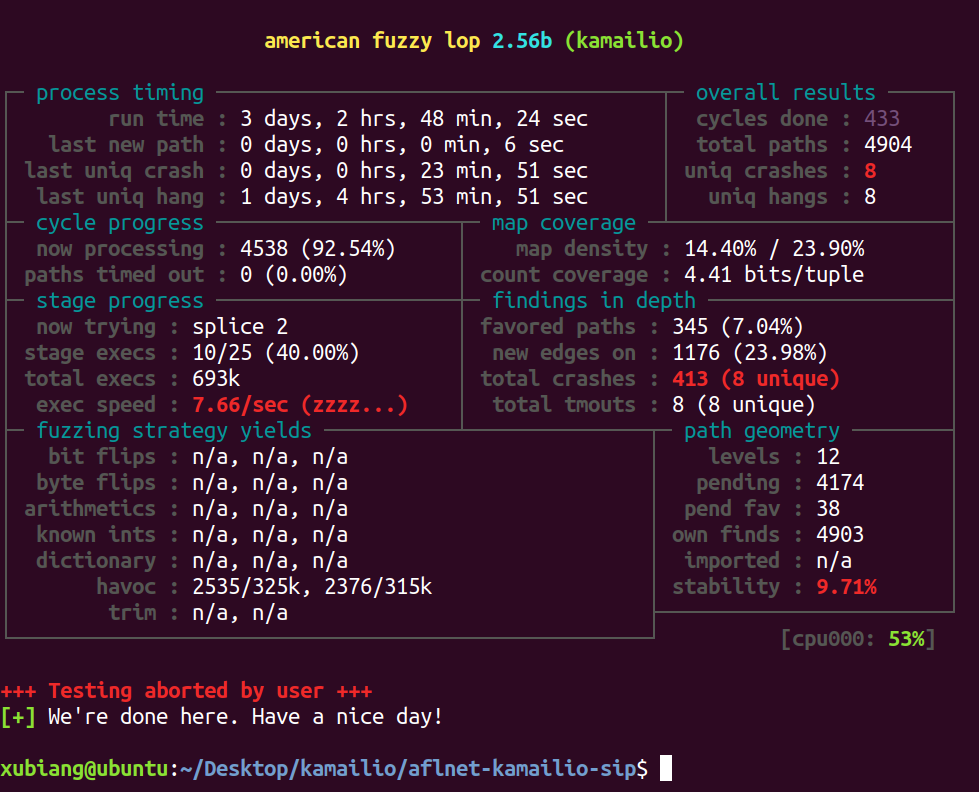 american fuzzy lop 2.56b (kamailio)
process timing overall results
run time : 3 days, 2 hrs, 48 min, 24 sec cycles done : 433
last new path : 0 days, 0 hrs, 0 min, 6 sec total paths : 4904
last uniq crash : 0 days, 0 hrs, 23 min, 51 sec uniq crashes : 8
last uniq hang : 1 days, 4 hrs, 53 min, 51 sec uniq hangs : 8
cycle progress map coverage
now processing : 4538 (92.54%) map density : 14.40% / 23.90%
paths timed out : 0 (0.00%) count coverage : 4.41 bits/tuple
stage progress findings in depth
now trying : splice 2 favored paths : 345 (7.04%)
stage execs : 10/25 (40.00%) new edges on : 1176 (23.98%)
total execs : 693k total crashes : 413 (8 unique)
exec speed : 7.66/sec (zzzz...) total tmouts : 8 (8 unique)
fuzzing strategy yields path geometry
bit flips : n/a, n/a, n/a levels : 12
byte flips : n/a, n/a, n/a pending : 4174
arithmetics : n/a, n/a, n/a pend fav : 38
known ints : n/a, n/a, n/a own finds : 4903
dictionary : n/a, n/a, n/a imported : n/a
havoc : 2535/325k, 2376/315k stability : 9.71%
trim : n/a, n/a
[cpu000: 53%]
+++ Testing aborted by user +++
[+] We're done here. Have a nice day!
xubiang@ubuntu:~/Desktop/kamailio/aflnet-kamailio-sip$